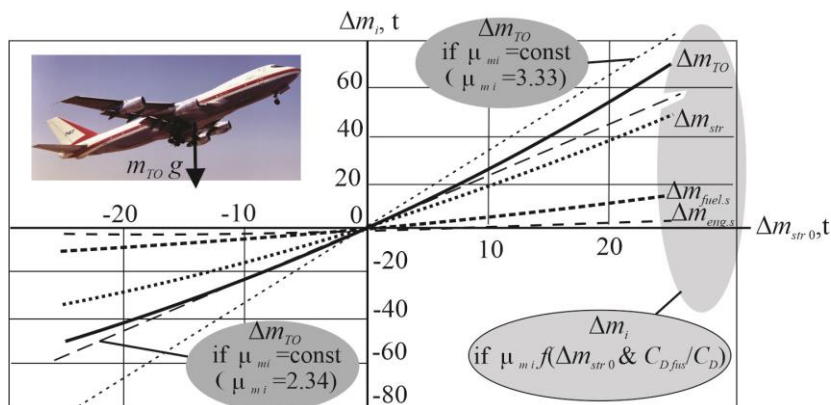 Δm_i, t
Δm_TO
if μ_mi =const
( μ_mi =3.33)
60
40
20
0
Δm_TO
Δm_str
Δm_fuel.s
Δm_eng.s
m_TO g
-20
-10
10
20
Δm_str 0, t
-20
-40
-60
-80
Δm_TO
if μ_mi =const
( μ_mi =2.34)
Δm_i
if μ_mi, f(Δm_str 0 & C_D fus/C_D)